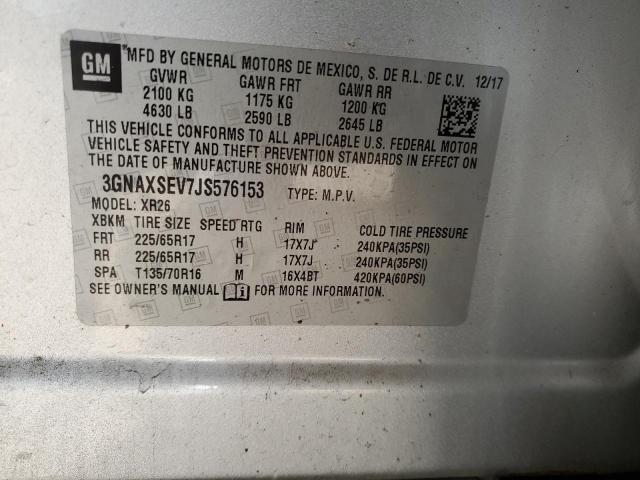 GM
*MFD BY GENERAL MOTORS DE MEXICO, S. DE R.L. DE C.V. 12/17
GVWR GAWR FRT GAWR RR
2100 KG 1175 KG 1200 KG
4630 LB 2590 LB 2645 LB
THIS VEHICLE CONFORMS TO ALL APPLICABLE U.S. FEDERAL MOTOR
VEHICLE SAFETY AND THEFT PREVENTION STANDARDS IN EFFECT ON
THE DATE OF MANUFACTURE SHOWN ABOVE.
3GNAXSEV7JS576153 TYPE: M.P.V.
MODEL: XR26
XBKM TIRE SIZE SPEED RTG RIM COLD TIRE PRESSURE
FRT 225/65R17 H 17X7J 240KPA(35PSI)
RR 225/65R17 H 17X7J 240KPA(35PSI)
SPA T135/70R16 M 16X4BT 420KPA(60PSI)
SEE OWNER'S MANUAL FOR MORE INFORMATION.